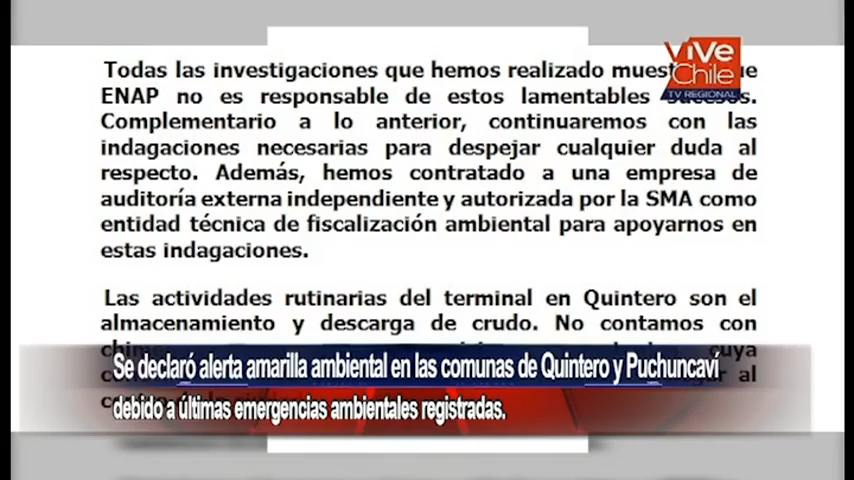 ViVe
Chile
TV REGIONAL
Todas las investigaciones que hemos realizado
ENAP no es responsable de estos lamentables sucesos.
Complementario a lo anterior, continuaremos con las
indagaciones necesarias para despejar cualquier duda al
respecto. Además, hemos contratado a una empresa de
auditoría externa independiente y autorizada por la SMA como
entidad técnica de fiscalización ambiental para apoyarnos en
estas indagaciones.
Las actividades rutinarias del terminal en Quintero son el
almacenamiento y descarga de crudo. No contamos con
cuya
al
Se declaró alerta amarilla ambiental en las comunas de Quintero y Puchuncaví
debido a últimas emergencias ambientales registradas.